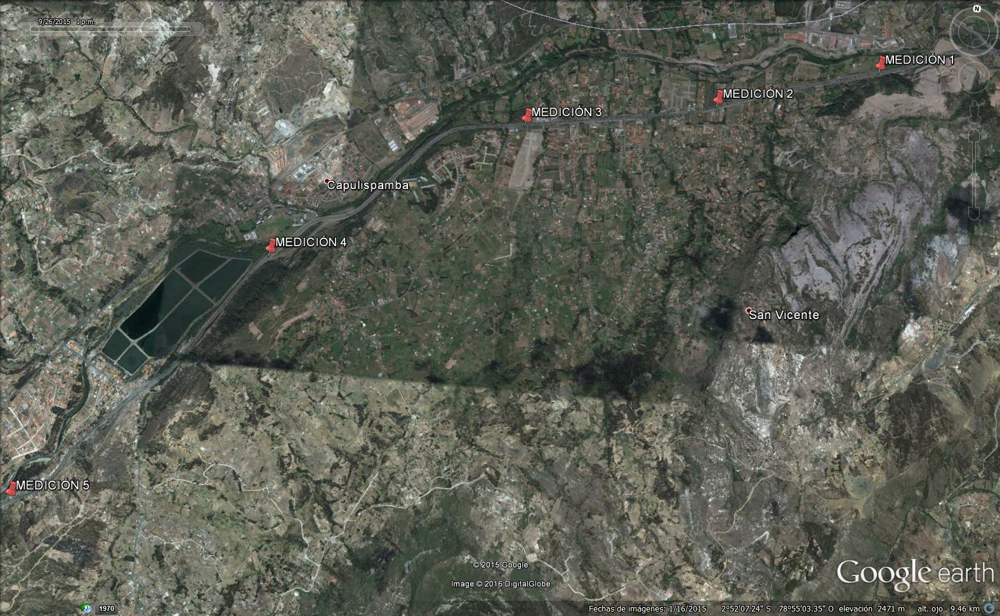 9/26/2015 1 p.m.
N
MEDICIÓN 1
MEDICIÓN 2
MEDICIÓN 3
Capulispamba
MEDICIÓN 4
San Vicente
MEDICIÓN 5
© 2015 Google
Image © 2016 DigitalGlobe
Google earth
1970
Fechas de imágenes: 1/16/2015 2°52'07.24" S 78°55'03.35" O elevación 2471 m alt. ojo 9.46 km